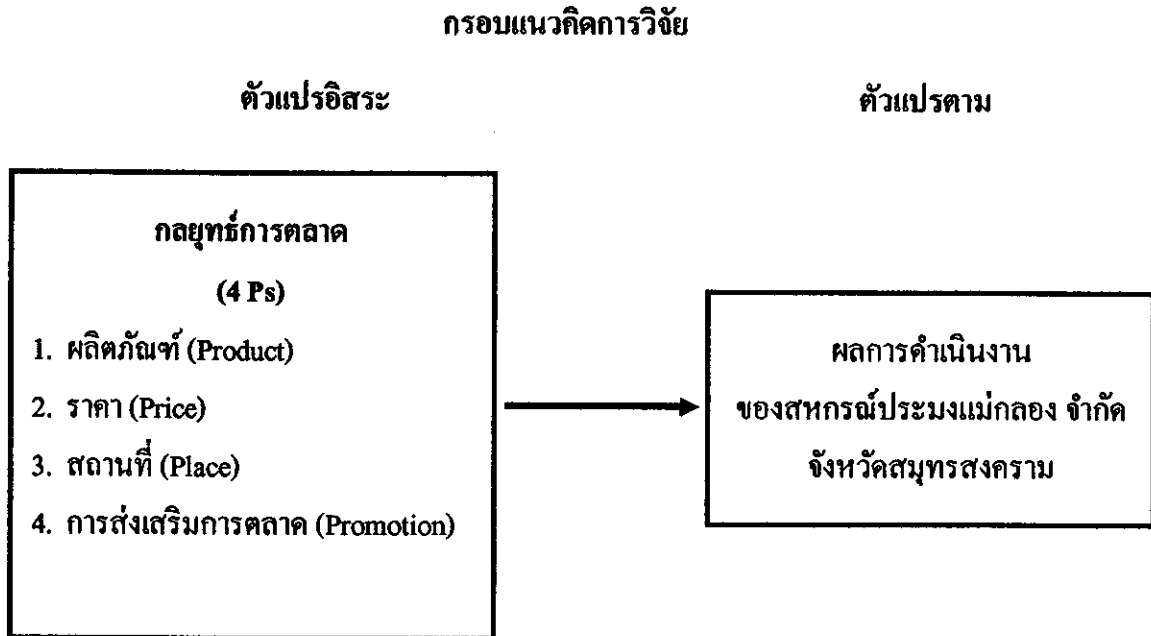 กรอบแนวคิดการวิจัย
ตัวแปรอิสระ
ตัวแปรตาม
กลยุทธ์การตลาด
(4 Ps)
1. ผลิตภัณฑ์ (Product)
2. ราคา (Price)
3. สถานที่ (Place)
4. การส่งเสริมการตลาด (Promotion)
ผลการดำเนินงาน
ของสหกรณ์ประมงแม่กลอง จำกัด
จังหวัดสมุทรสงคราม